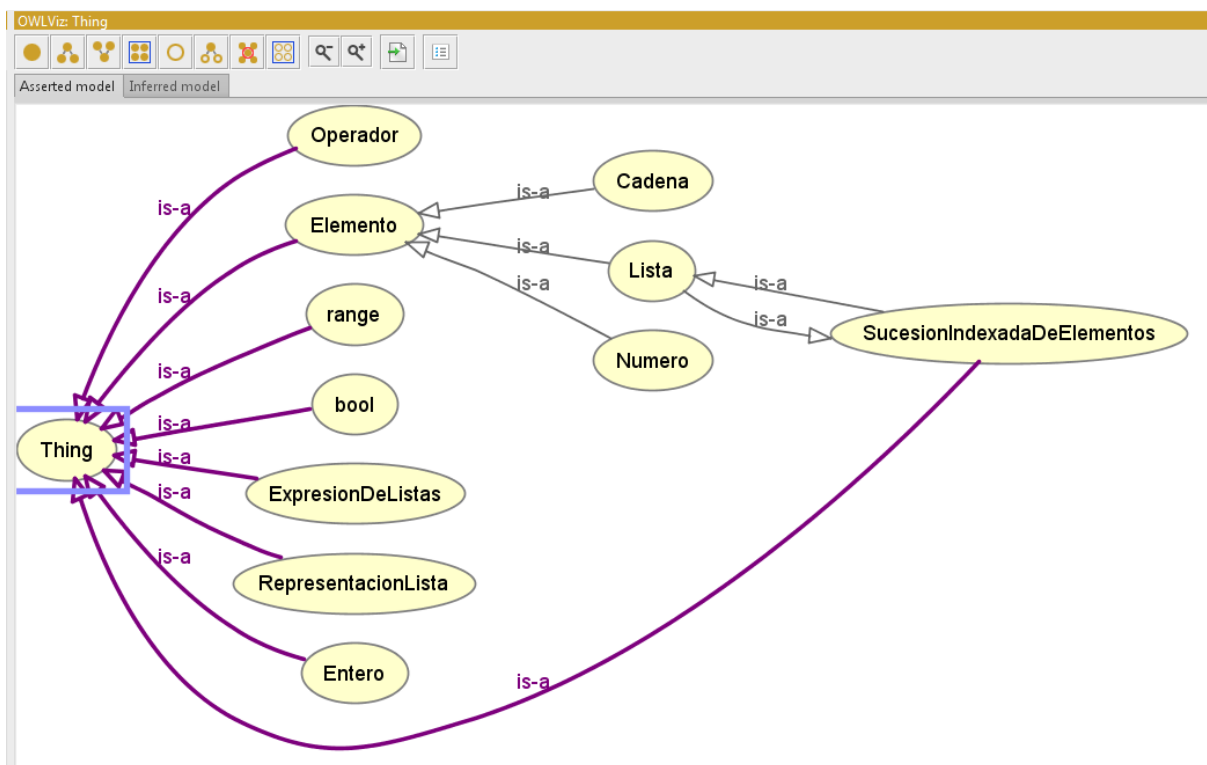 OWLViz: Thing
Asserted model
Inferred model
Operador
is-a
Elemento
is-a
Cadena
is-a
is-a
Lista
is-a
is-a
is-a
Numero
SucesionIndexadaDeElementos
range
is-a
bool
is-a
Thing
is-a
ExpresionDeListas
is-a
RepresentacionLista
is-a
Entero
is-a